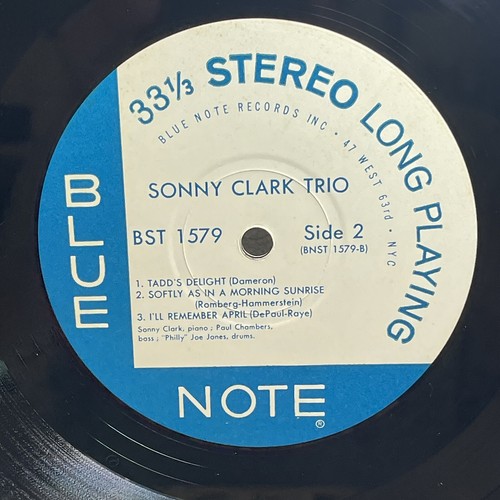 33⅓ STEREO LONG PLAYING
BLUE NOTE RECORDS INC • 47 WEST 63rd • NYC
SONNY CLARK TRIO
BST 1579
Side 2
(BNST 1579-B)
1. TADD'S DELIGHT (Dameron)
2. SOFTLY AS IN A MORNING SUNRISE
(Romberg-Hammerstein)
3. I'LL REMEMBER APRIL (DePaul-Raye)
Sonny Clark, piano ; Paul Chambers,
bass ; "Philly" Joe Jones, drums.
BLUE
NOTE
®